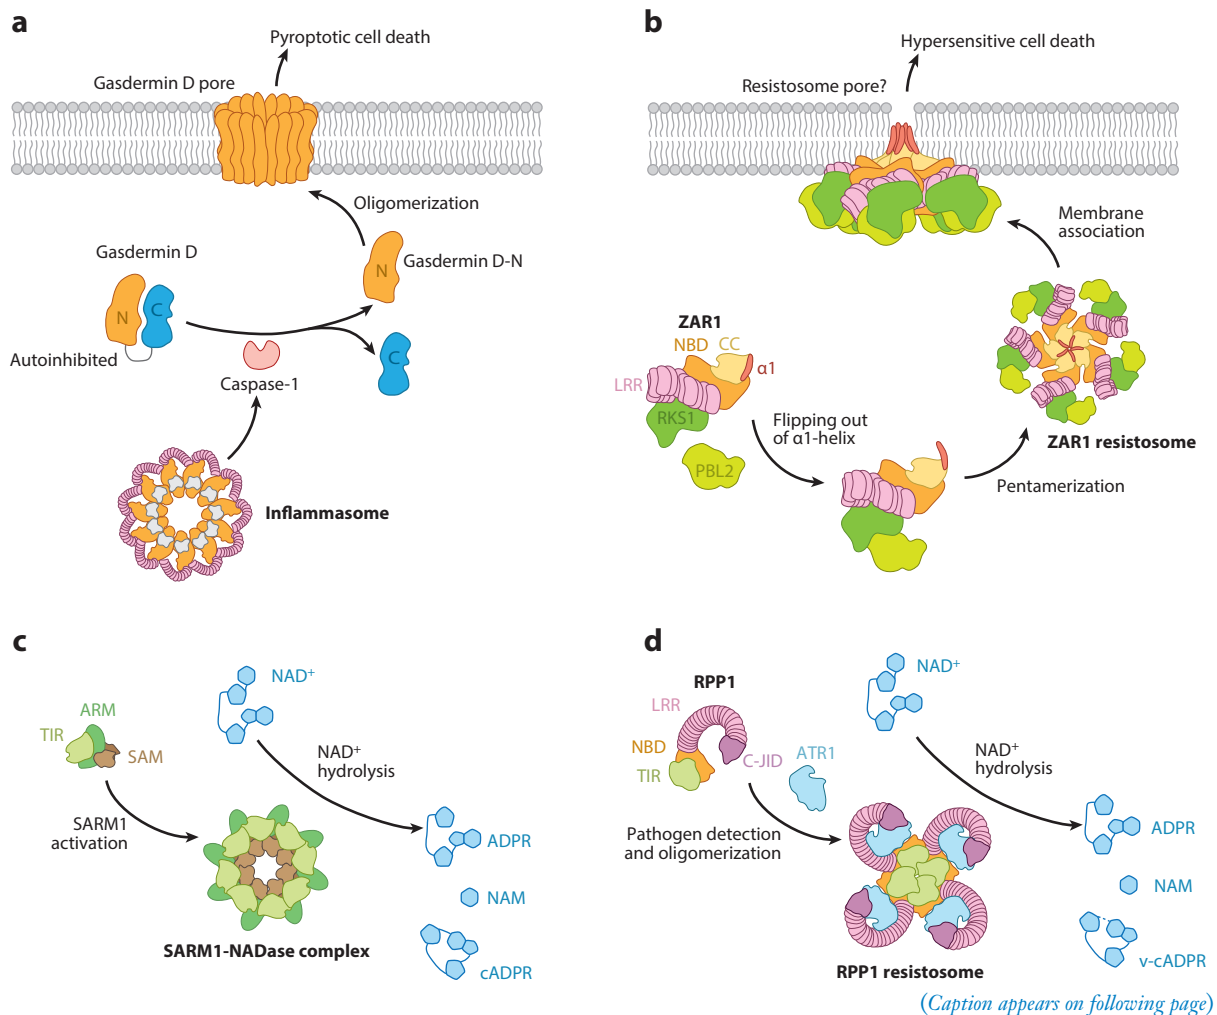 a
Pyroptotic cell death
Gasdermin D pore
Oligomerization
Gasdermin D
N
Gasdermin D-N
N
C
Autoinhibited
C
Caspase-1
Inflammasome
b
Hypersensitive cell death
Resistosome pore?
Membrane
association
ZAR1
NBD
CC
α1
LRR
RKS1
PBL2
Flipping out
of α1-helix
ZAR1 resistosome
Pentamerization
c
NAD+
ARM
TIR
SAM
NAD+
hydrolysis
SARM1
activation
ADPR
NAM
SARM1-NADase complex
cADPR
d
NAD+
RPP1
LRR
NBD
TIR
C-JID
ATR1
NAD+
hydrolysis
Pathogen detection
and oligomerization
ADPR
NAM
RPP1 resistosome
v-cADPR
(Caption appears on following page)